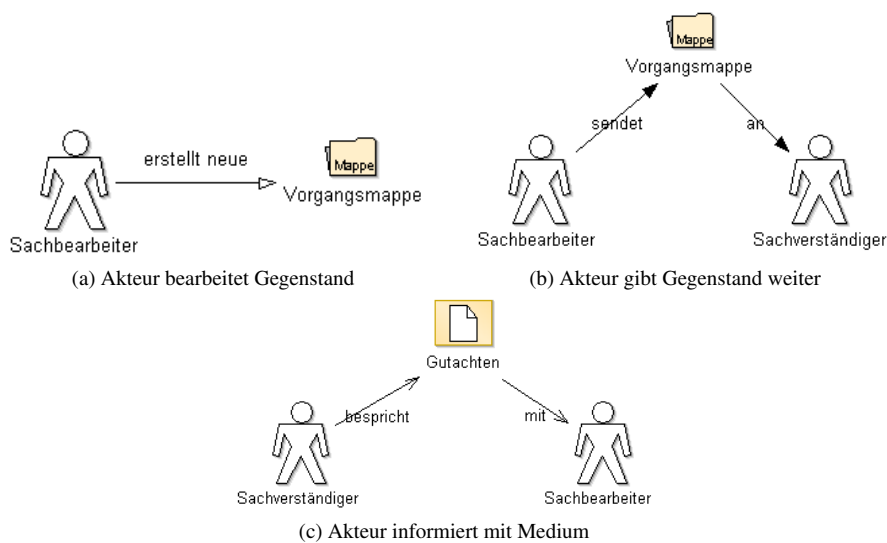 Mappe
Vorgangsmappe
erstellt neue
Sachbearbeiter
(a) Akteur bearbeitet Gegenstand
Mappe
Vorgangsmappe
sendet
an
Sachbearbeiter
Sachverständiger
(b) Akteur gibt Gegenstand weiter
Gutachten
bespricht
mit
Sachverständiger
Sachbearbeiter
(c) Akteur informiert mit Medium